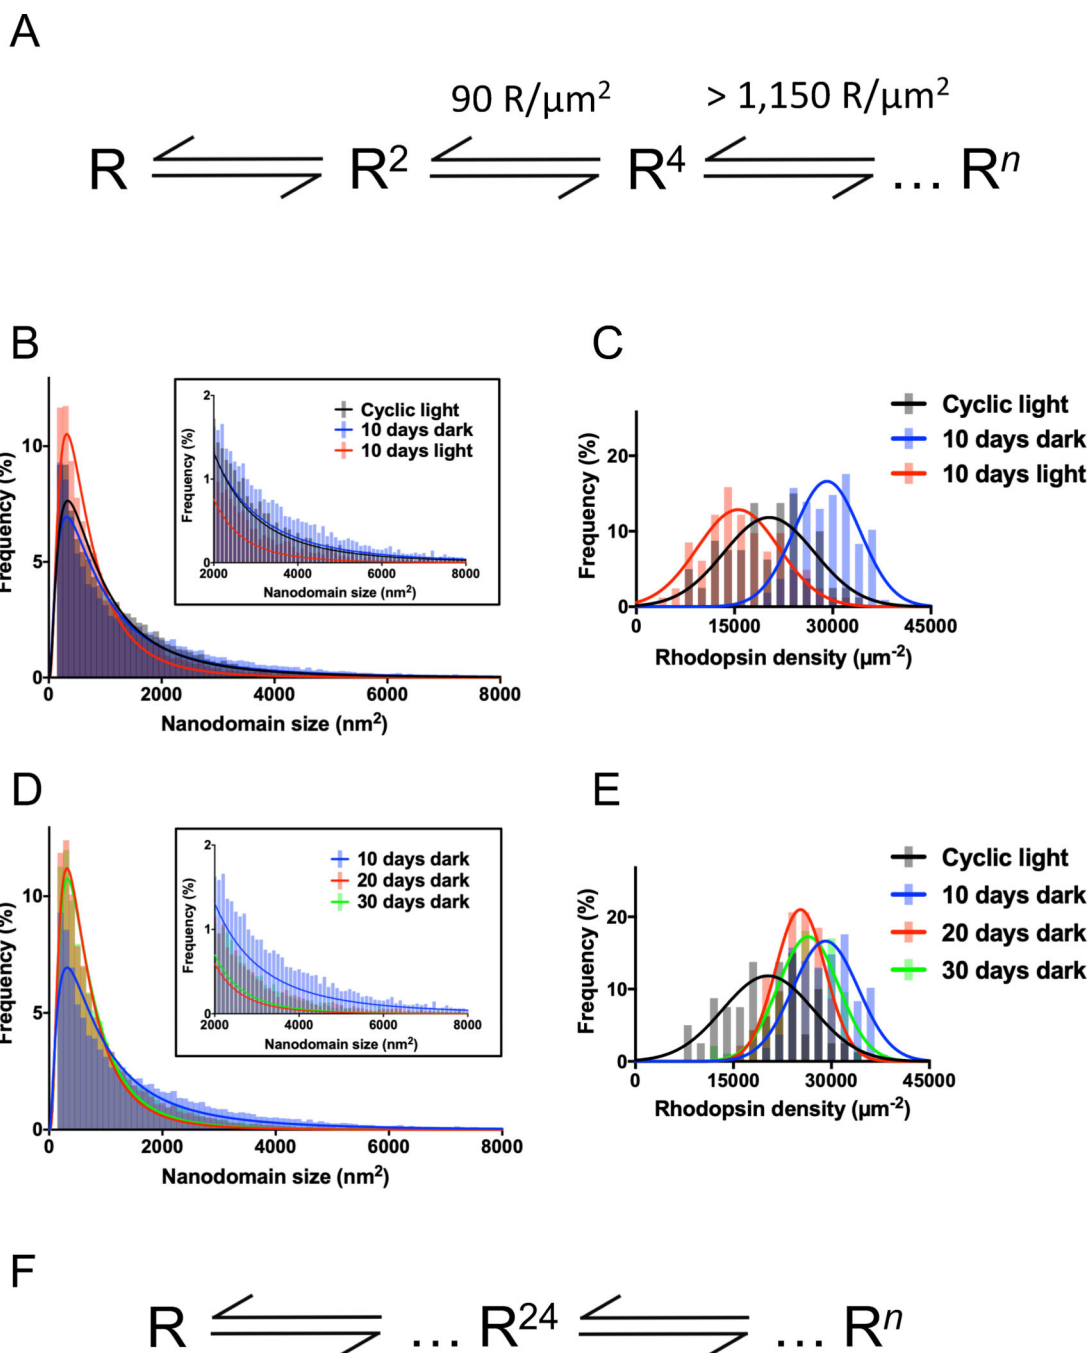 A
90 R/µm² > 1,150 R/µm²
R R² R⁴ ... Rⁿ
B
Frequency (%)
10
5
0
0 2000 4000 6000 8000
Nanodomain size (nm²)
Frequency (%)
2
1
0
2000 4000 6000 8000
Nanodomain size (nm²)
Cyclic light
10 days dark
10 days light
C
Frequency (%)
20
10
0
0 15000 30000 45000
Rhodopsin density (µm⁻²)
Cyclic light
10 days dark
10 days light
D
Frequency (%)
10
5
0
0 2000 4000 6000 8000
Nanodomain size (nm²)
Frequency (%)
2
1
0
2000 4000 6000 8000
Nanodomain size (nm²)
10 days dark
20 days dark
30 days dark
E
Frequency (%)
20
10
0
0 15000 30000 45000
Rhodopsin density (µm⁻²)
Cyclic light
10 days dark
20 days dark
30 days dark
F
R ... R²⁴ ... Rⁿ